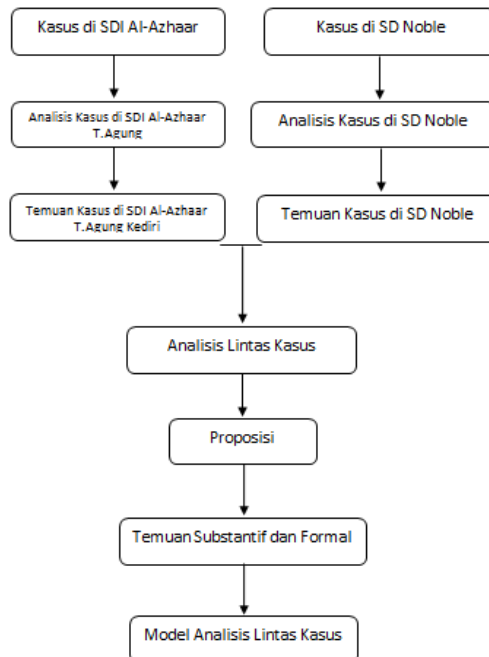 Kasus di SDI Al-Azhaar
Kasus di SD Noble
Analisis Kasus di SDI Al-Azhaar
T.Agung
Analisis Kasus di SD Noble
Temuan Kasus di SDI Al-Azhaar
T.Agung Kediri
Temuan Kasus di SD Noble
Analisis Lintas Kasus
Proposisi
Temuan Substantif dan Formal
Model Analisis Lintas Kasus